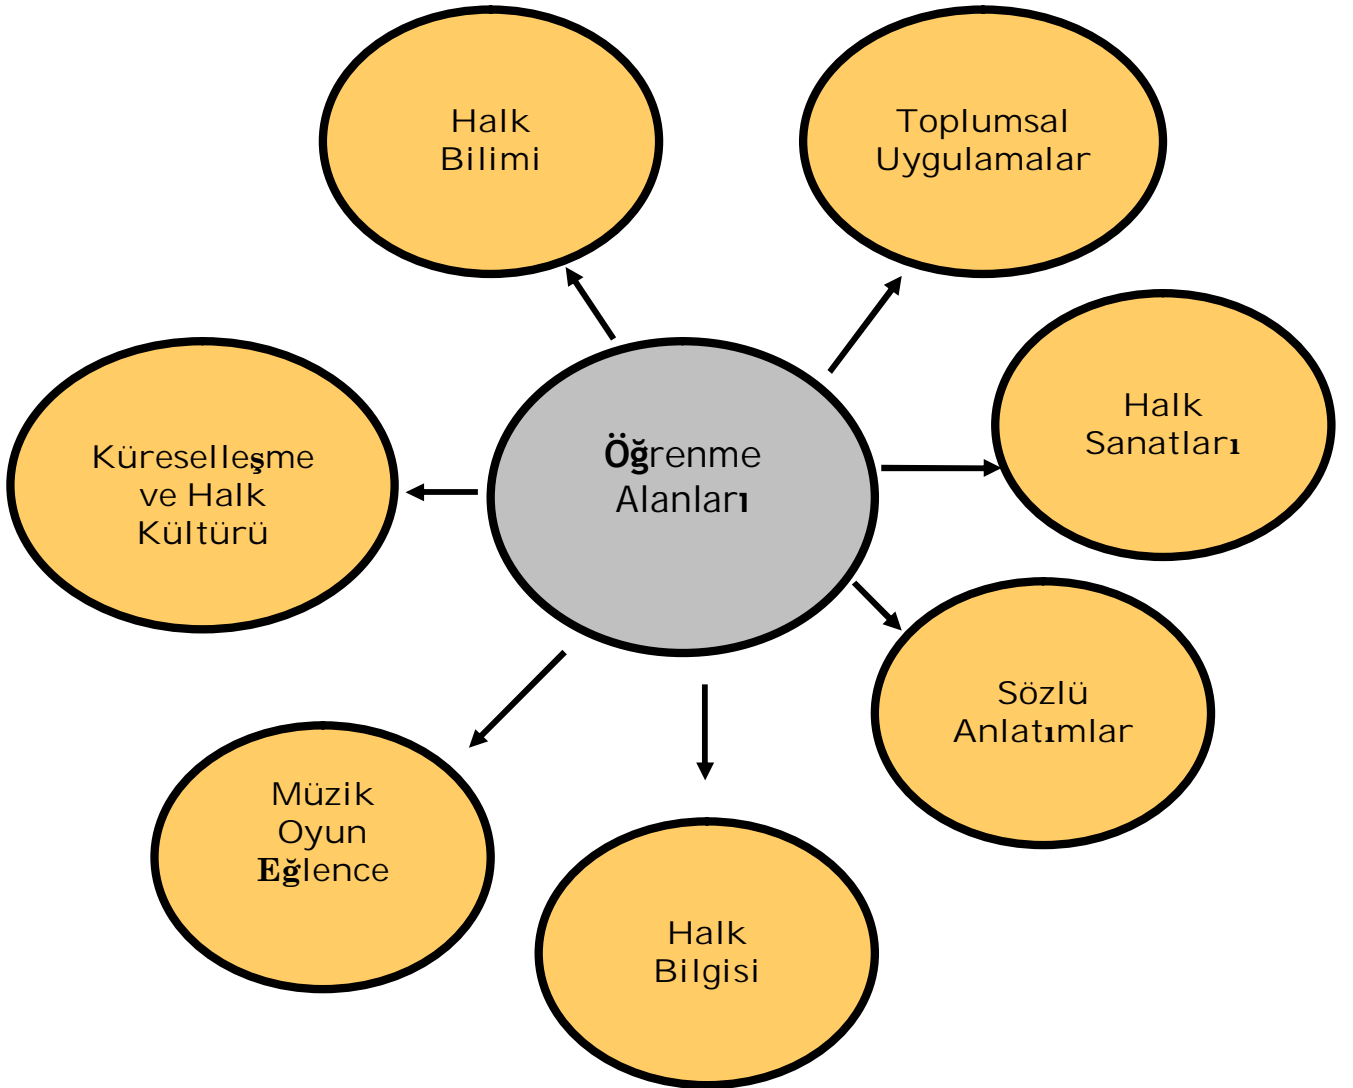 Halk
Bilimi
Toplumsal
Uygulamalar
Halk
Sanatları
Küreselleşme
ve Halk
Kültürü
Öğrenme
Alanları
Sözlü
Anlatımlar
Müzik
Oyun
Eğlence
Halk
Bilgisi